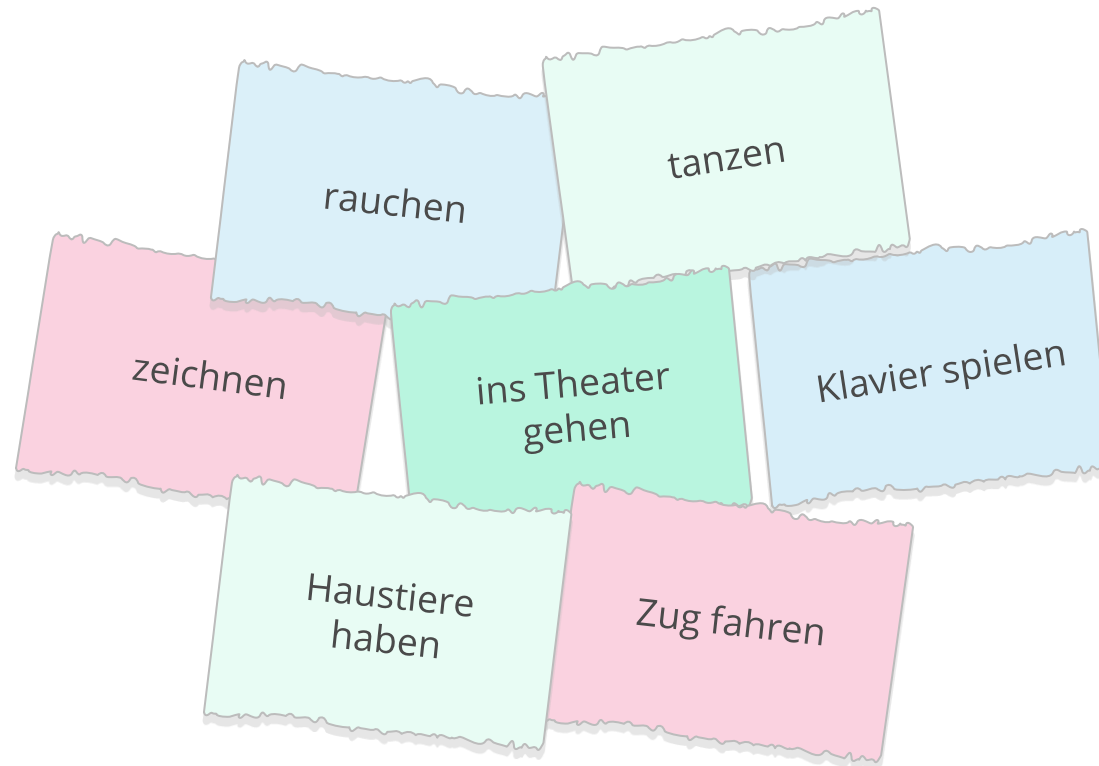 rauchen
tanzen
zeichnen
ins Theater
gehen
Klavier spielen
Haustiere
haben
Zug fahren